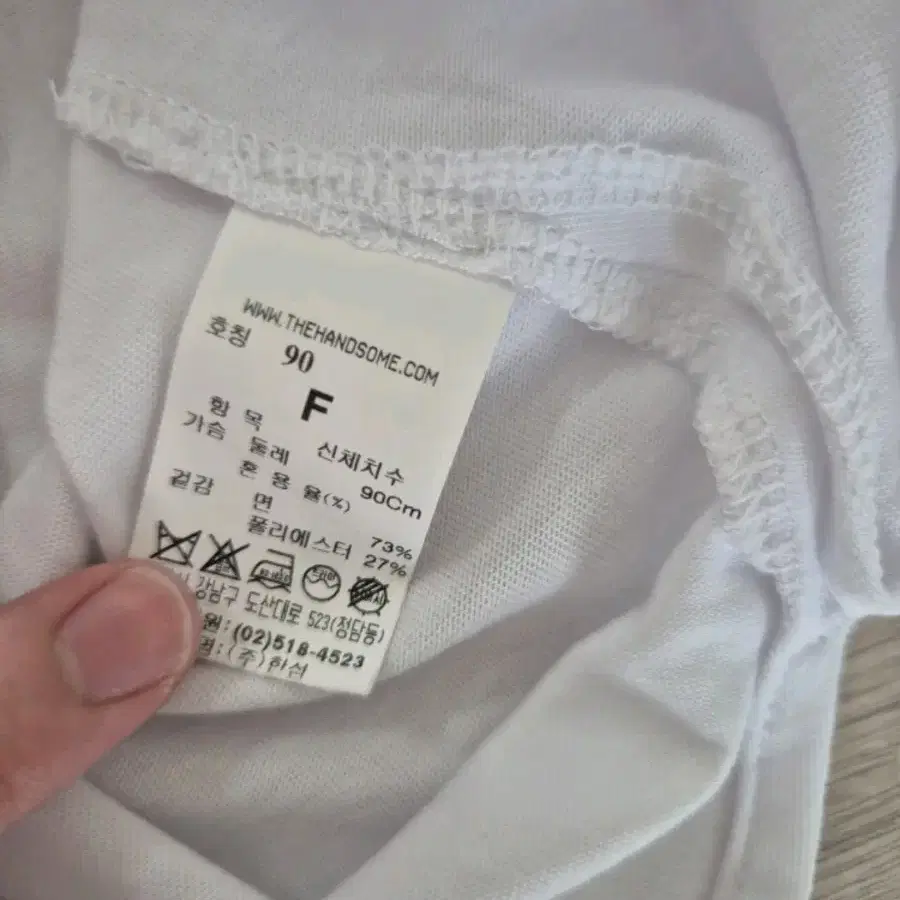 WWW.THEHANDSOME.COM
호칭 90
F
항 목 신체치수
가슴 둘레 90Cm
혼 용 율(%)
겉감 면 73%
폴리에스터 27%
강남구 도산대로 523(청담동)
원:(02)518-4523
명:(주)한섬